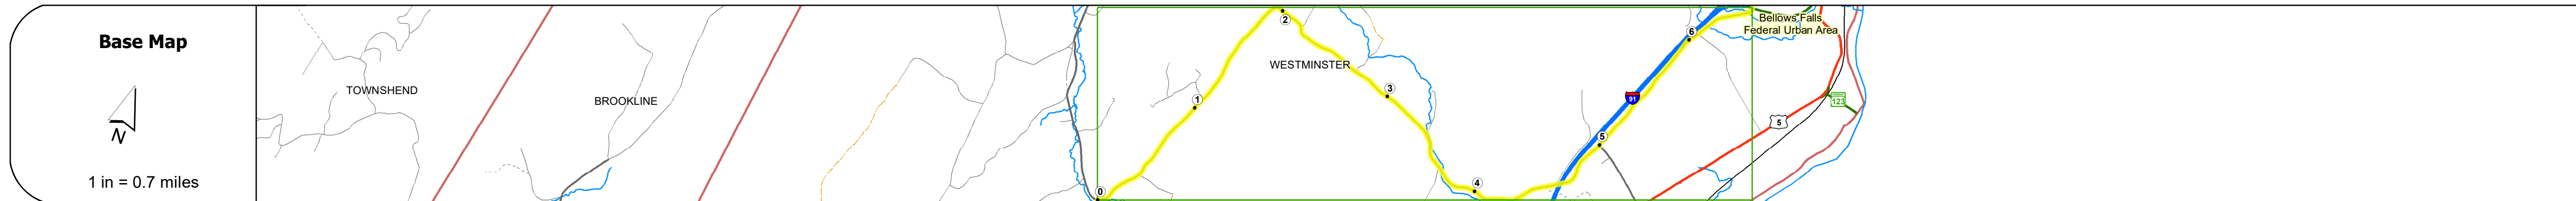 Base Map
N
1 in = 0.7 miles
TOWNSHEND
BROOKLINE
WESTMINSTER
Bellows Falls
Federal Urban Area
0
1
2
3
4
5
6
91
5
123